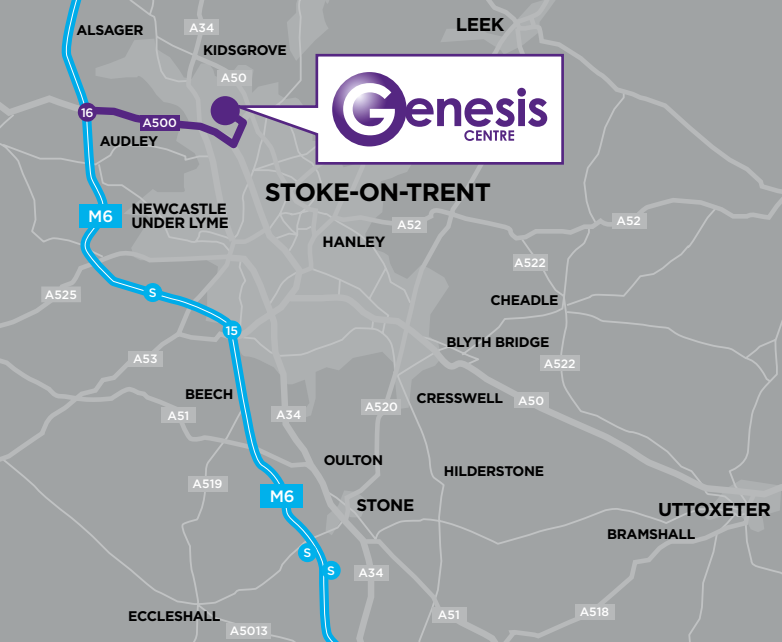 ALSAGER
A34
LEEK
KIDSGROVE
A50
Genesis
CENTRE
16
A500
AUDLEY
STOKE-ON-TRENT
M6
NEWCASTLE
UNDER LYME
A52
A52
HANLEY
A522
A525
S
CHEADLE
15
BLYTH BRIDGE
A53
A522
BEECH
CRESSWELL
A50
A51
A34
A520
OULTON
HILDERSTONE
A519
M6
STONE
UTTOXETER
BRAMSHALL
S
S
A34
ECCLESHALL
A51
A518
A5013